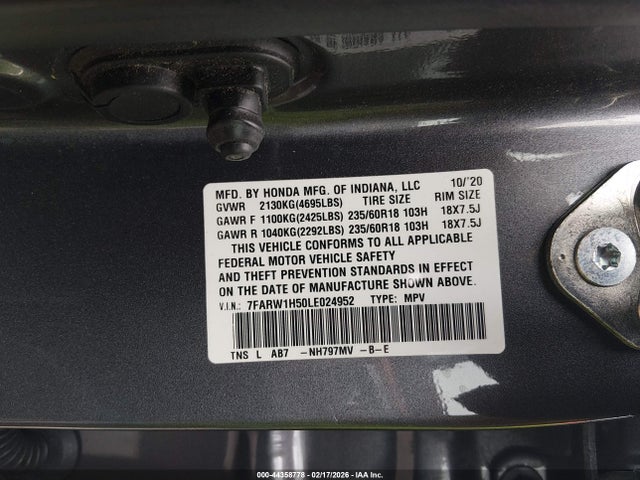 MFD. BY HONDA MFG. OF INDIANA, LLC 10/'20
GVWR 2130KG(4695LBS) TIRE SIZE RIM SIZE
GAWR F 1100KG(2425LBS) 235/60R18 103H 18X7.5J
GAWR R 1040KG(2292LBS) 235/60R18 103H 18X7.5J
THIS VEHICLE CONFORMS TO ALL APPLICABLE
FEDERAL MOTOR VEHICLE SAFETY
AND THEFT PREVENTION STANDARDS IN EFFECT
ON THE DATE OF MANUFACTURE SHOWN ABOVE.
V.I.N.: 7FARW1H50LE024952 TYPE: MPV
TNS L AB7 -NH797MV -B-E
000-44358778 - 02/17/2026 - IAA Inc.